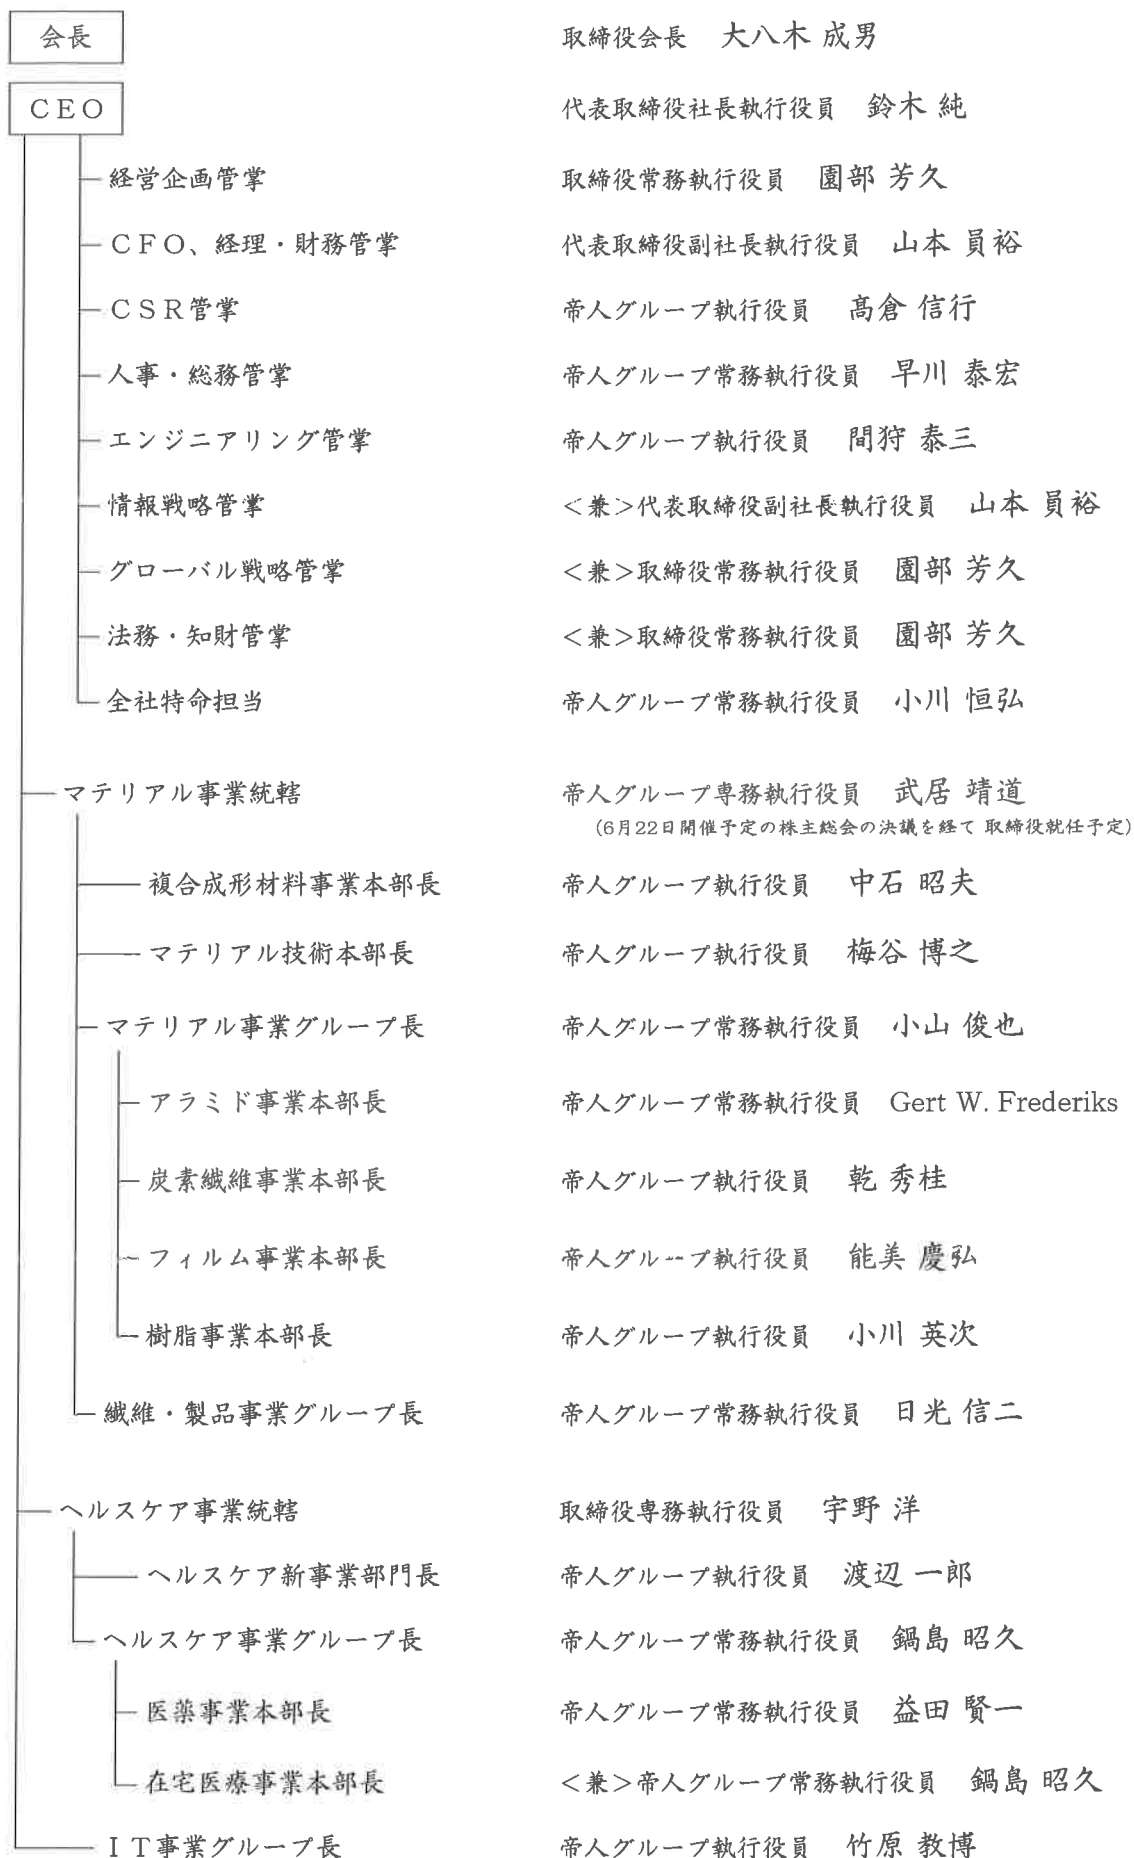 会長 取締役会長 大八木 成男
CEO 代表取締役社長執行役員 鈴木 純
経営企画管掌 取締役常務執行役員 園部 芳久
CFO、経理・財務管掌 代表取締役副社長執行役員 山本 員裕
CSR管掌 帝人グループ執行役員 髙倉 信行
人事・総務管掌 帝人グループ常務執行役員 早川 泰宏
エンジニアリング管掌 帝人グループ執行役員 間狩 泰三
情報戦略管掌 <兼>代表取締役副社長執行役員 山本 員裕
グローバル戦略管掌 <兼>取締役常務執行役員 園部 芳久
法務・知財管掌 <兼>取締役常務執行役員 園部 芳久
全社特命担当 帝人グループ常務執行役員 小川 恒弘
マテリアル事業統轄 帝人グループ専務執行役員 武居 靖道
(6月22日開催予定の株主総会の決議を経て 取締役就任予定)
複合成形材料事業本部長 帝人グループ執行役員 中石 昭夫
マテリアル技術本部長 帝人グループ執行役員 梅谷 博之
マテリアル事業グループ長 帝人グループ常務執行役員 小山 俊也
アラミド事業本部長 帝人グループ常務執行役員 Gert W. Frederiks
炭素繊維事業本部長 帝人グループ執行役員 乾 秀桂
フィルム事業本部長 帝人グループ執行役員 能美 慶弘
樹脂事業本部長 帝人グループ執行役員 小川 英次
繊維・製品事業グループ長 帝人グループ常務執行役員 日光 信二
ヘルスケア事業統轄 取締役専務執行役員 宇野 洋
ヘルスケア新事業部門長 帝人グループ執行役員 渡辺 一郎
ヘルスケア事業グループ長 帝人グループ常務執行役員 鍋島 昭久
医薬事業本部長 帝人グループ常務執行役員 益田 賢一
在宅医療事業本部長 <兼>帝人グループ常務執行役員 鍋島 昭久
IT事業グループ長 帝人グループ執行役員 竹原 教博